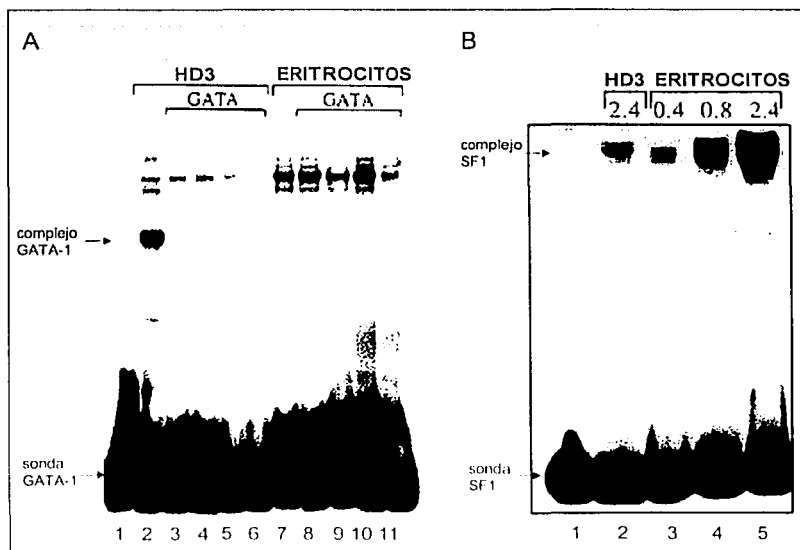 A
HD3 ERITROCITOS
GATA GATA
complejo
GATA-1
sonda
GATA-1
1 2 3 4 5 6 7 8 9 10 11
B
HD3 ERITROCITOS
2.4 0.4 0.8 2.4
complejo
SF1
sonda
SF1
1 2 3 4 5